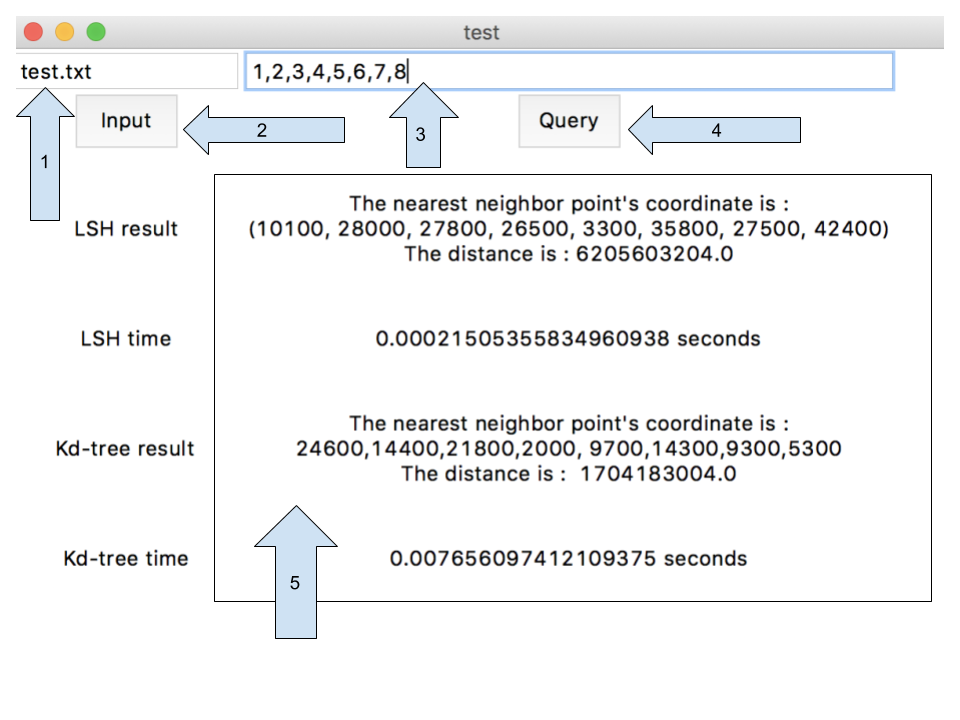 test
test.txt
1,2,3,4,5,6,7,8
Input
2
3
Query
4
1
LSH result
The nearest neighbor point's coordinate is :
(10100, 28000, 27800, 26500, 3300, 35800, 27500, 42400)
The distance is : 6205603204.0
LSH time
0.00021505355834960938 seconds
Kd-tree result
The nearest neighbor point's coordinate is :
24600,14400,21800,2000, 9700,14300,9300,5300
The distance is :  1704183004.0
Kd-tree time
0.007656097412109375 seconds
5